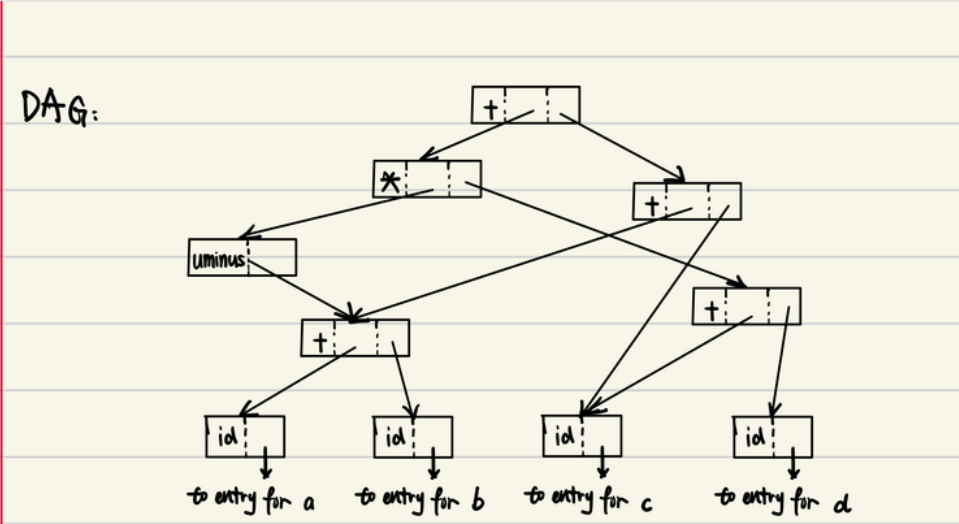 DAG:
+
*
+
uminus
+
+
id
id
id
id
to entry for a
to entry for b
to entry for c
to entry for d